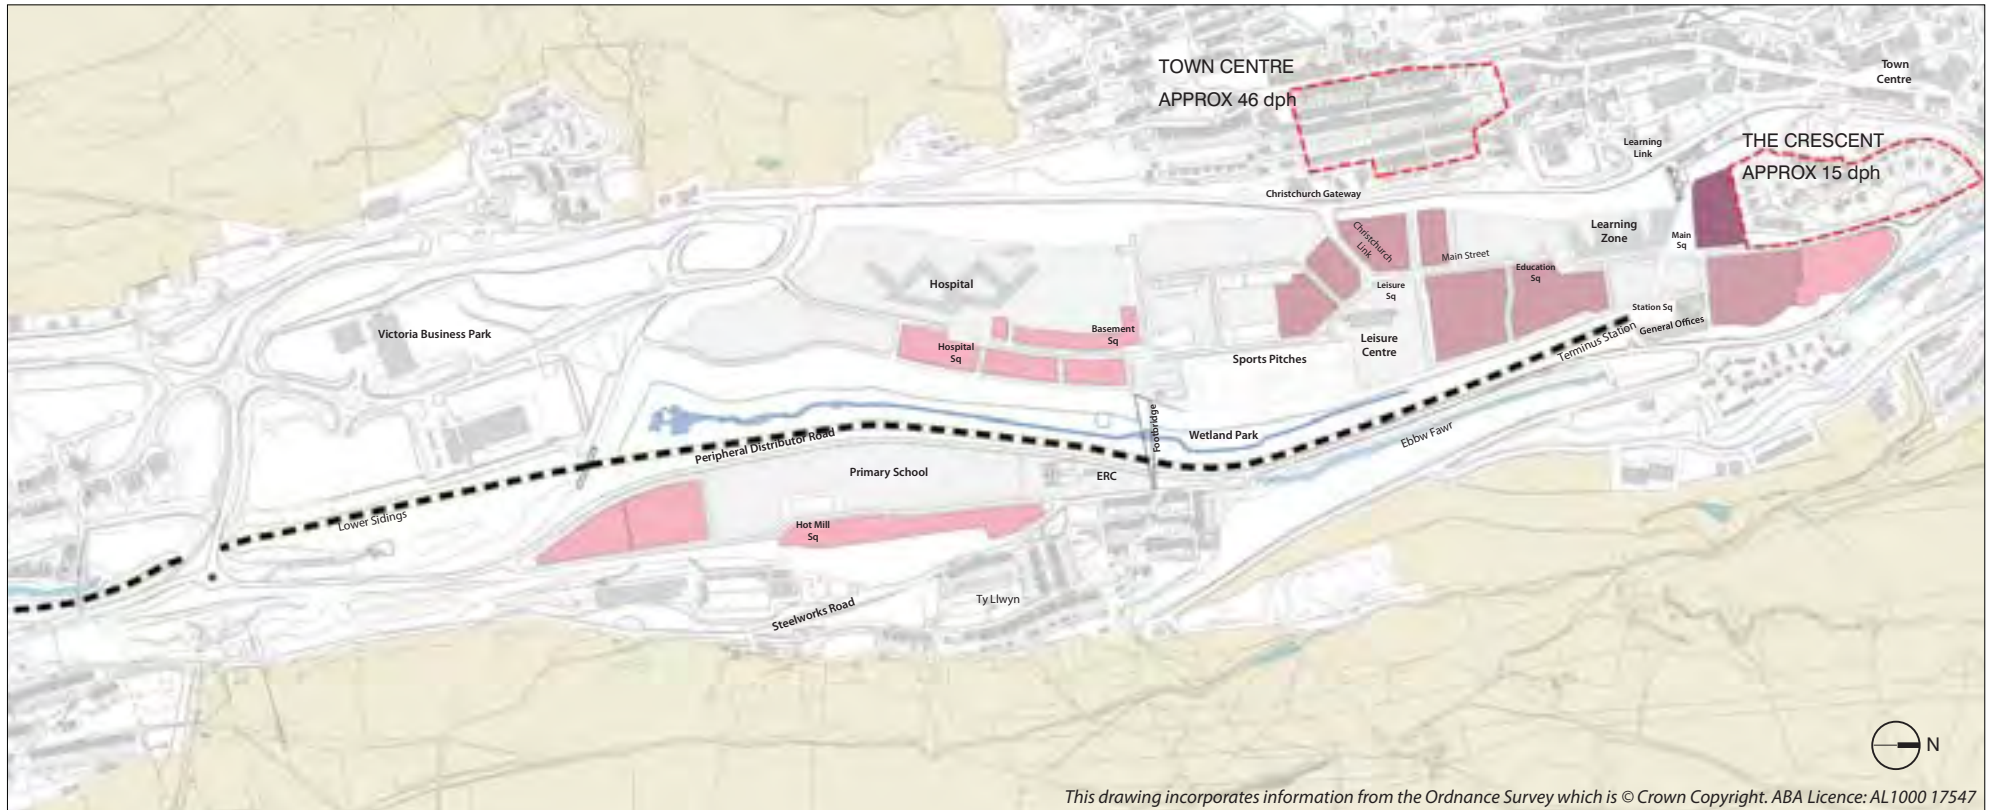 TOWN CENTRE
APPROX 46 dph
Town
Centre
THE CRESCENT
APPROX 15 dph
Learning
Link
Christchurch Gateway
Christchurch
Link
Main Street
Learning
Zone
Main
Sq
Education
Sq
Leisure
Sq
Hospital
Station Sq
General Offices
Terminus Station
Victoria Business Park
Basement
Sq
Hospital
Sq
Leisure
Centre
Sports Pitches
Footbridge
Wetland Park
Ebbw Fawr
Peripheral Distributor Road
Primary School
ERC
Lower Sidings
Hot Mill
Sq
Ty Llwyn
Steelworks Road
N
This drawing incorporates information from the Ordnance Survey which is © Crown Copyright. ABA Licence: AL1000 17547